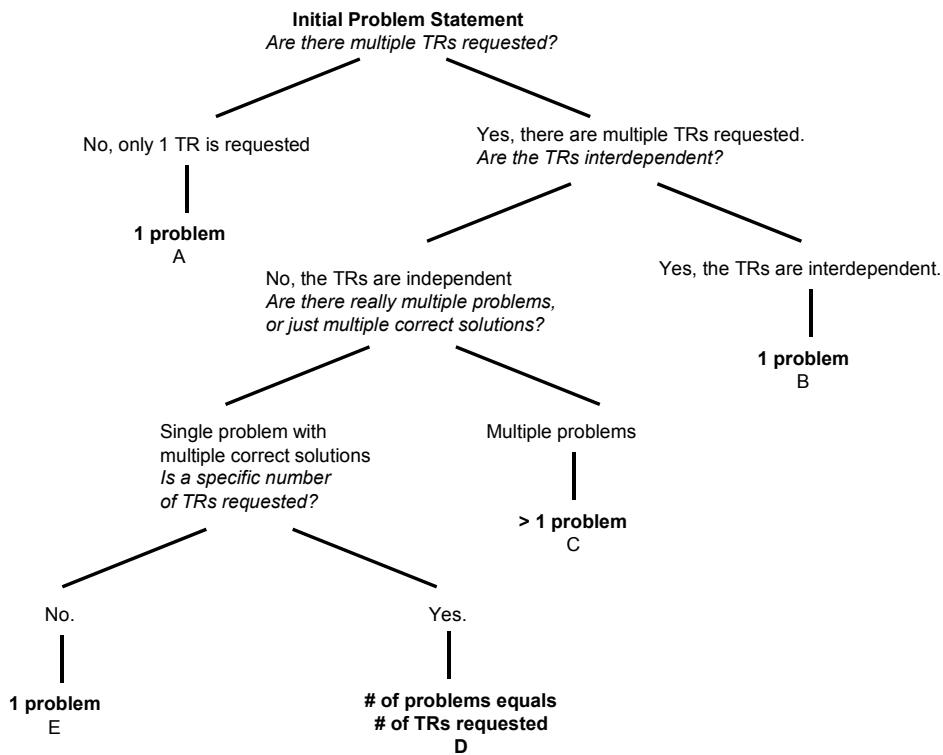 Initial Problem Statement
Are there multiple TRs requested?
No, only 1 TR is requested
Yes, there are multiple TRs requested.
Are the TRs interdependent?
1 problem
A
No, the TRs are independent
Are there really multiple problems,
or just multiple correct solutions?
Yes, the TRs are interdependent.
1 problem
B
Single problem with
multiple correct solutions
Is a specific number
of TRs requested?
Multiple problems
> 1 problem
C
No.
Yes.
1 problem
E
# of problems equals
# of TRs requested
D